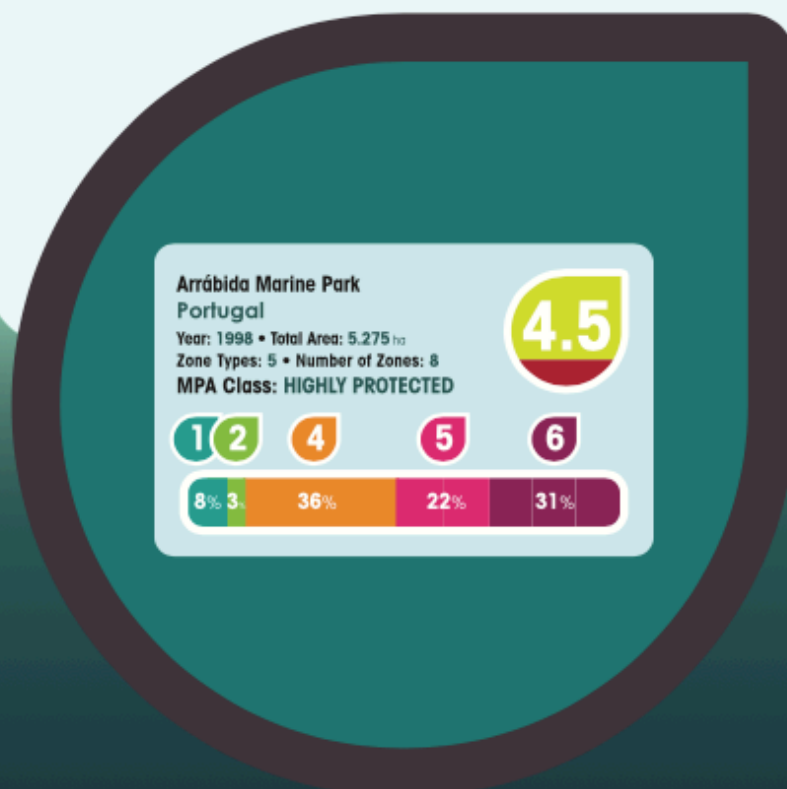 Arrábida Marine Park
Portugal
4.5
Year: 1998 • Total Area: 5.275 ha
Zone Types: 5 • Number of Zones: 8
MPA Class: HIGHLY PROTECTED
1 2 4 5 6
8% 3% 36% 22% 31%